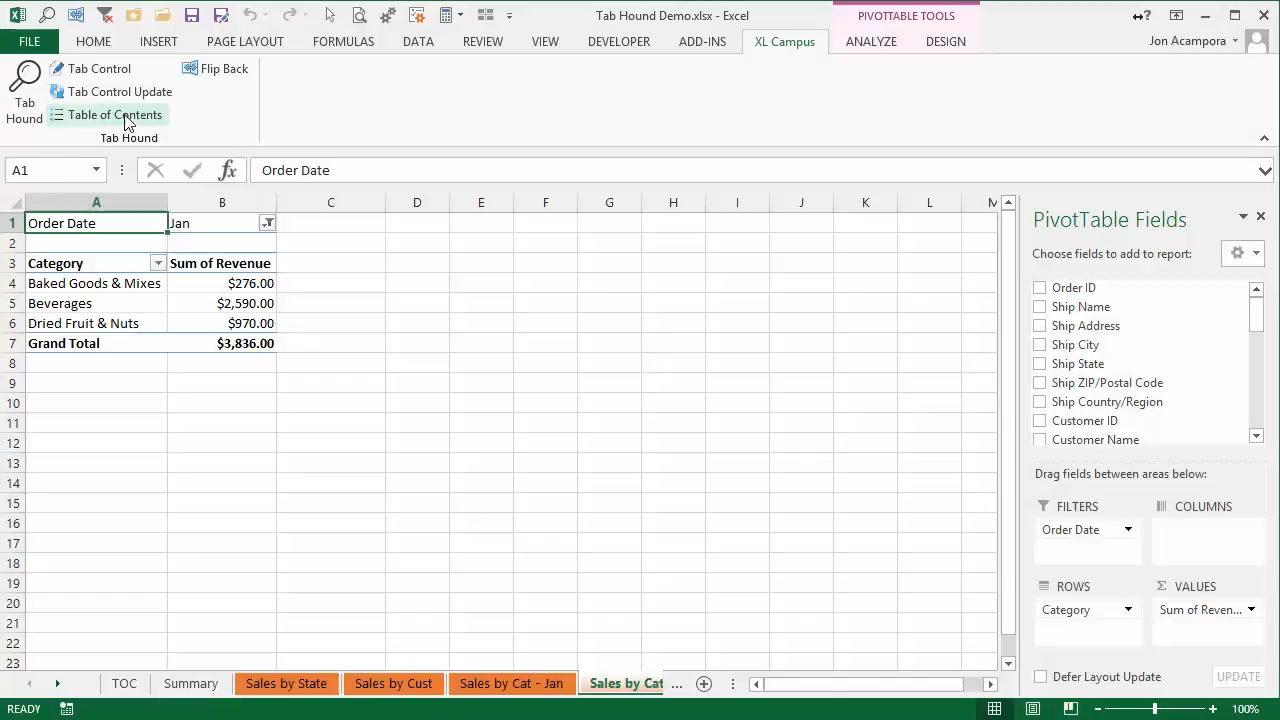 Tab Hound Demo.xlsx - Excel
PIVOTTABLE TOOLS
?
FILE HOME INSERT PAGE LAYOUT FORMULAS DATA REVIEW VIEW DEVELOPER ADD-INS XL Campus ANALYZE DESIGN Jon Acampora
Tab Hound
Tab Control
Flip Back
Tab Control Update
Table of Contents
Tab Hound
A1 fx Order Date
A B C D E F G H I J K L M
1 Order Date Jan
2
3 Category Sum of Revenue
4 Baked Goods & Mixes $276.00
5 Beverages $2,590.00
6 Dried Fruit & Nuts $970.00
7 Grand Total $3,836.00
8
9
10
11
12
13
14
15
16
17
18
19
20
21
22
23
PivotTable Fields
Choose fields to add to report:
Order ID
Ship Name
Ship Address
Ship City
Ship State
Ship ZIP/Postal Code
Ship Country/Region
Customer ID
Customer Name
Drag fields between areas below:
FILTERS COLUMNS
Order Date
ROWS Σ VALUES
Category Sum of Reven...
Defer Layout Update UPDATE
TOC Summary Sales by State Sales by Cust Sales by Cat - Jan Sales by Cat ...
READY 100%